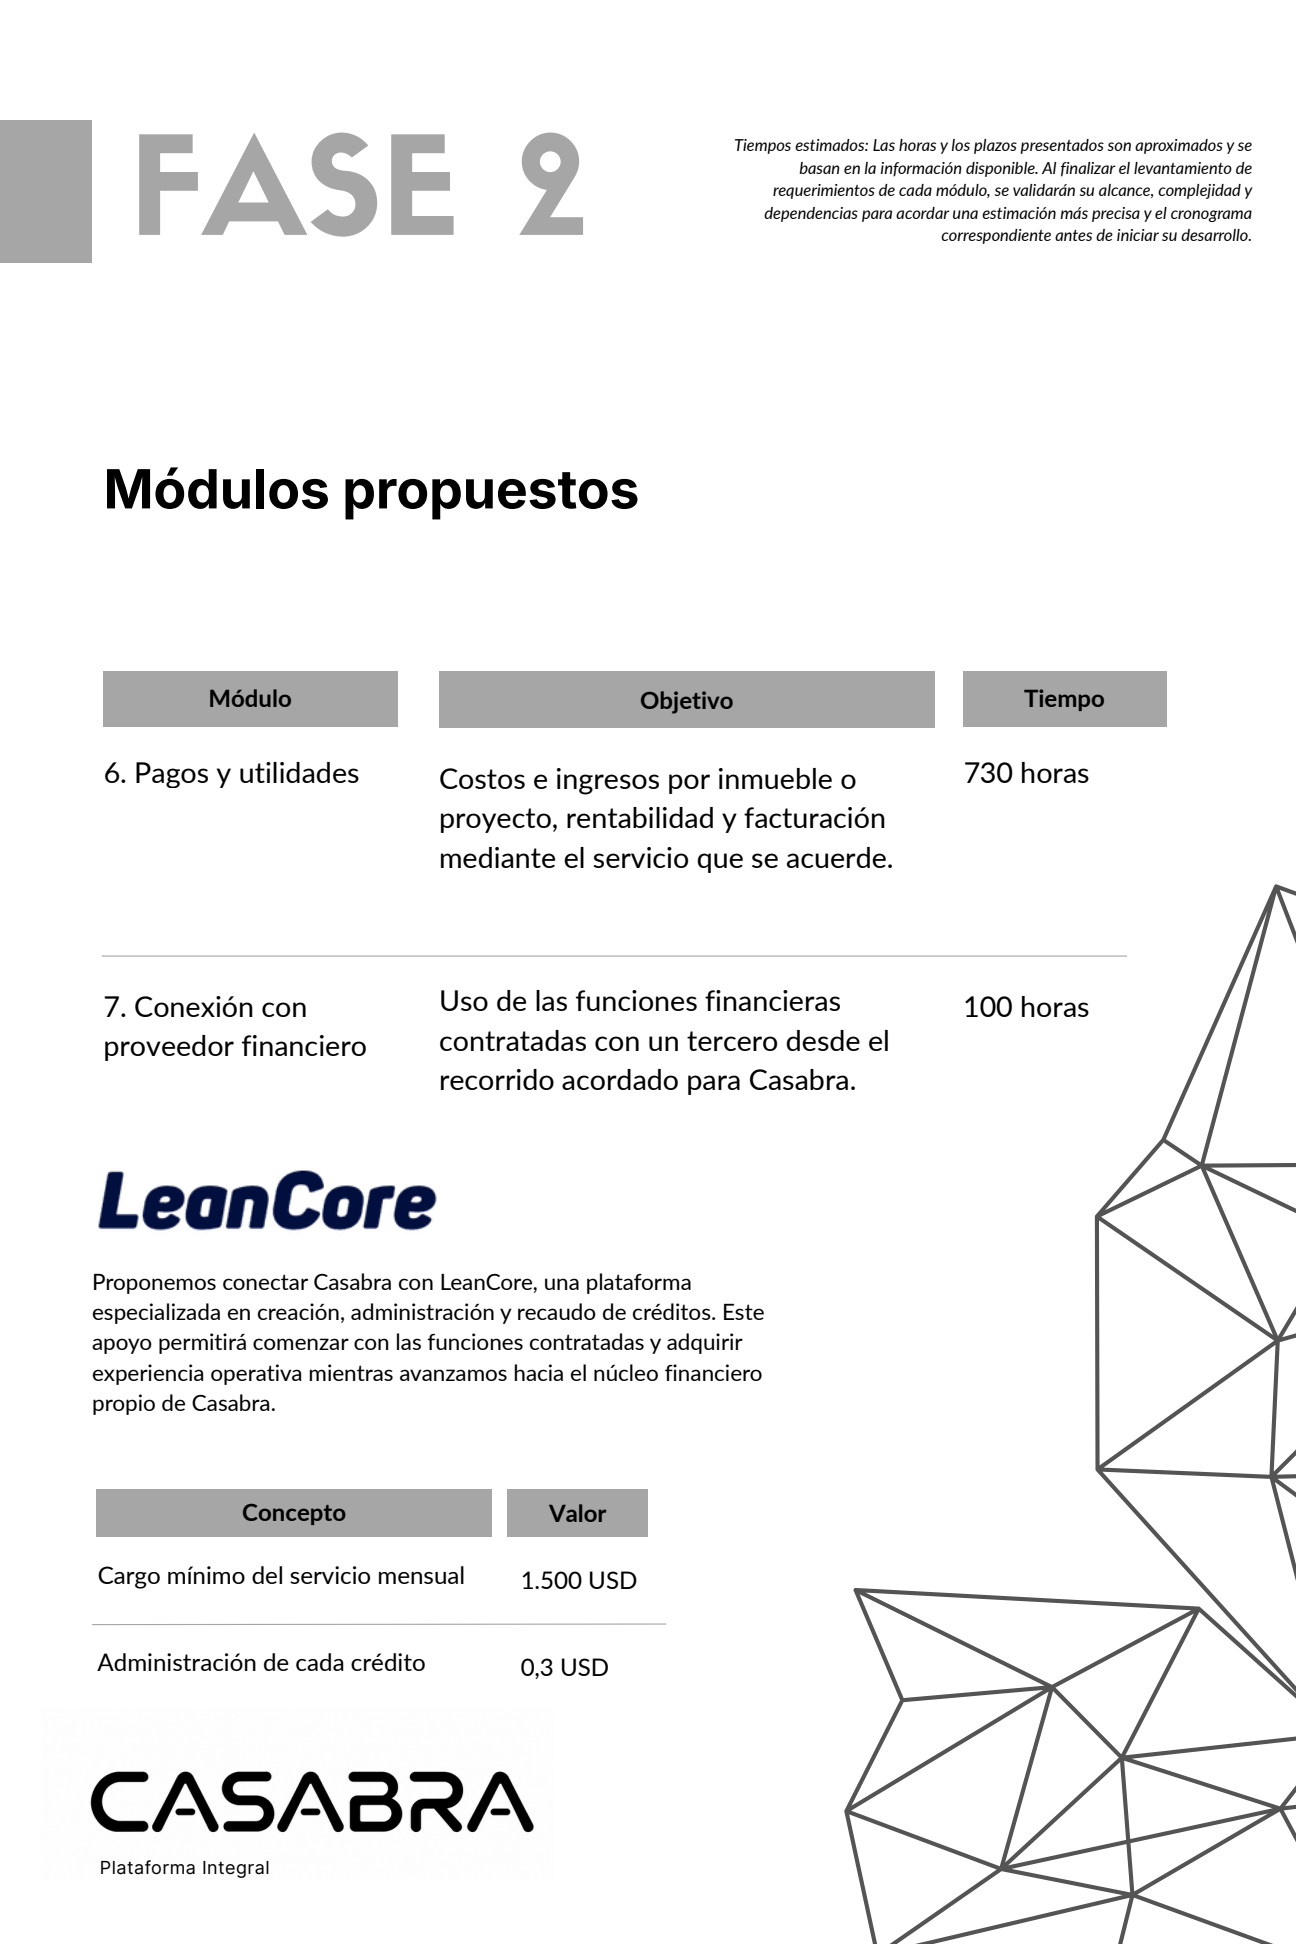 FASE 2
Tiempos estimados: Las horas y los plazos presentados son aproximados y se
basan en la información disponible. Al finalizar el levantamiento de
requerimientos de cada módulo, se validarán su alcance, complejidad y
dependencias para acordar una estimación más precisa y el cronograma
correspondiente antes de iniciar su desarrollo.
Módulos propuestos
Módulo
Objetivo
Tiempo
6. Pagos y utilidades
Costos e ingresos por inmueble o
proyecto, rentabilidad y facturación
mediante el servicio que se acuerde.
730 horas
7. Conexión con
proveedor financiero
Uso de las funciones financieras
contratadas con un tercero desde el
recorrido acordado para Casabra.
100 horas
LeanCore
Proponemos conectar Casabra con LeanCore, una plataforma
especializada en creación, administración y recaudo de créditos. Este
apoyo permitirá comenzar con las funciones contratadas y adquirir
experiencia operativa mientras avanzamos hacia el núcleo financiero
propio de Casabra.
Concepto
Valor
Cargo mínimo del servicio mensual
1.500 USD
Administración de cada crédito
0,3 USD
CASABRA
Plataforma Integral